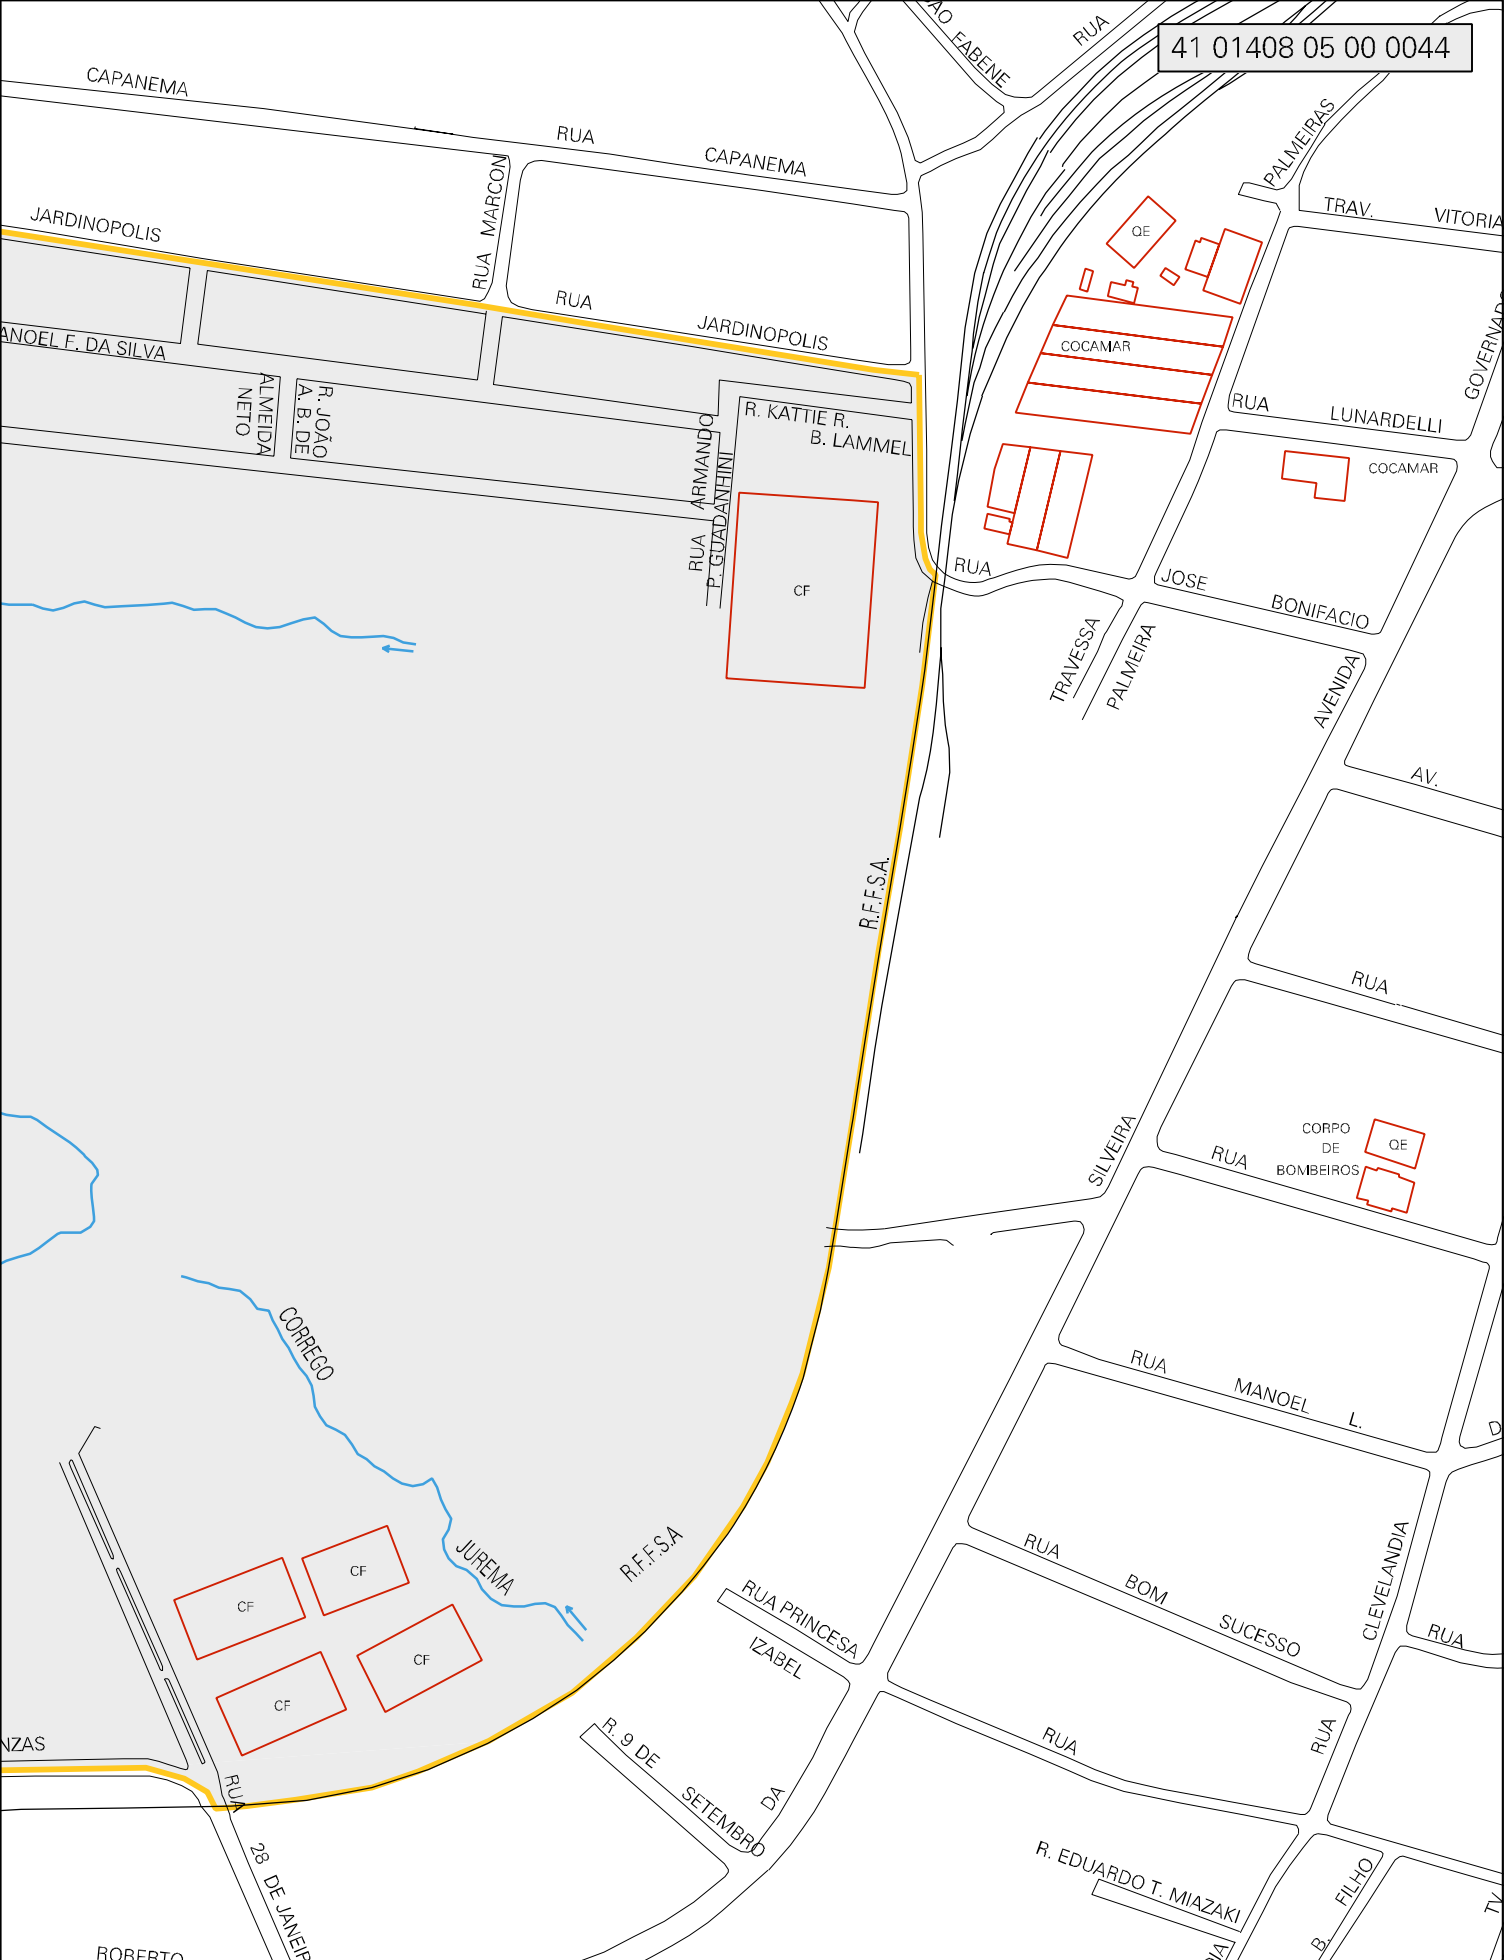 41 01408 05 00 0044
FABENE
RUA
CAPANEMA
RUA
CAPANEMA
PALMEIRAS
RUA MARCON
TRAV.
VITORIA
JARDINOPOLIS
QE
RUA
JARDINOPOLIS
COCAMAR
ANOEL F. DA SILVA
R. JOÃO
A. B. DE
ALMEIDA
NETO
R. KATTIE R.
B. LAMMEL
RUA
LUNARDELLI
COCAMAR
RUA ARMANDO
P. GUADANHINI
CF
RUA
JOSE
BONIFACIO
TRAVESSA
PALMEIRA
AVENIDA
AV.
R.F.F.S.A.
RUA
SILVEIRA
CORPO
DE
BOMBEIROS
QE
RUA
CORREGO
RUA
MANOEL
L.
RUA
BOM
SUCESSO
CLEVELANDIA
R.F.F.S.A
JUREMA
CF
CF
CF
CF
RUA PRINCESA
IZABEL
RUA
RUA
RUA
NZAS
RUA
R. 9 DE
SETEMBRO
DA
28 DE JANEIR
R. EDUARDO T. MIAZAKI
FILHO
B.
TV
ROBERTO